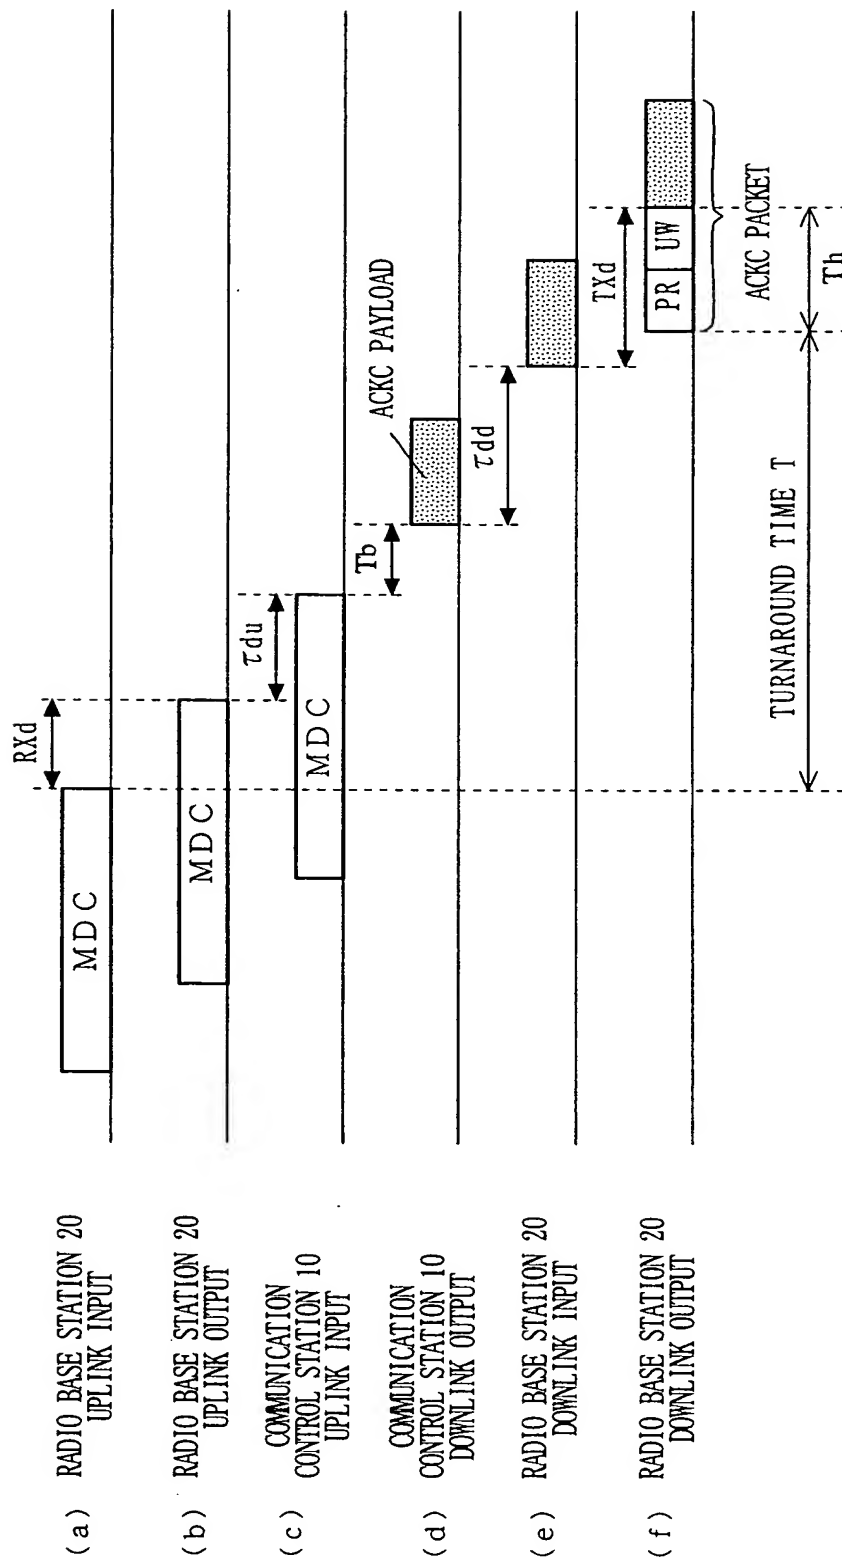 (a) RADIO BASE STATION 20
UPLINK INPUT
MDC
RXd
(b) RADIO BASE STATION 20
UPLINK OUTPUT
MDC
τdu
(c) COMMUNICATION
CONTROL STATION 10
UPLINK INPUT
MDC
Tb
ACKC PAYLOAD
(d) COMMUNICATION
CONTROL STATION 10
DOWNLINK OUTPUT
τdd
(e) RADIO BASE STATION 20
DOWNLINK INPUT
TXd
(f) RADIO BASE STATION 20
DOWNLINK OUTPUT
PR UW
ACKC PACKET
TURNAROUND TIME T
Th